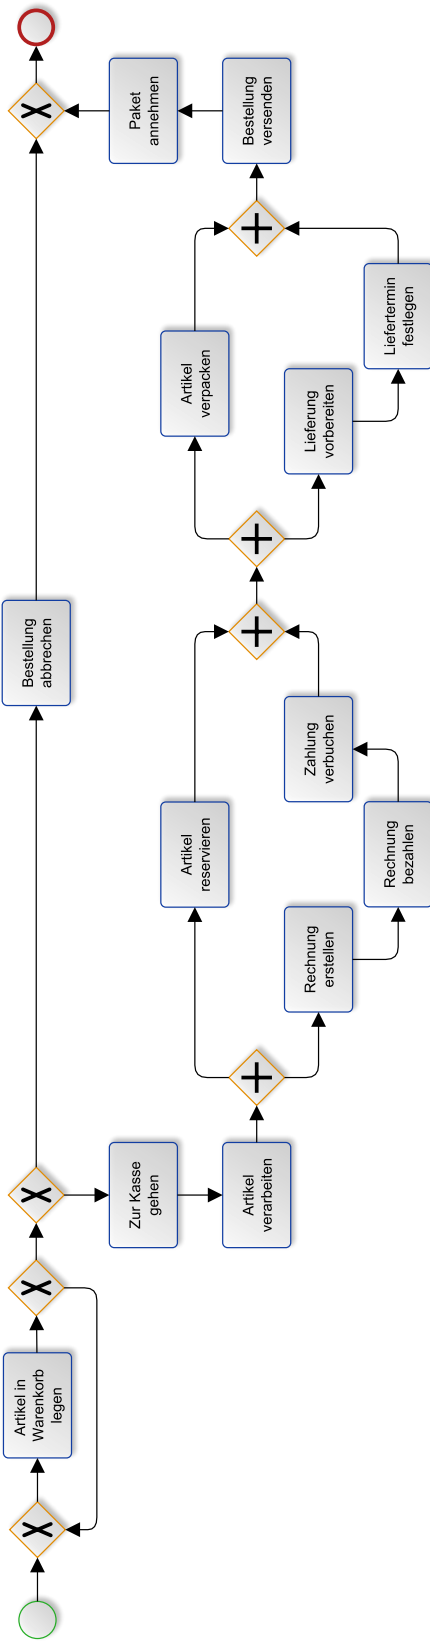 Artikel in
Warenkorb
legen
Bestellung
abbrechen
Zur Kasse
gehen
Artikel
verarbeiten
Artikel
reservieren
Rechnung
erstellen
Rechnung
bezahlen
Zahlung
verbuchen
Artikel
verpacken
Lieferung
vorbereiten
Liefertermin
festlegen
Bestellung
versenden
Paket
annehmen